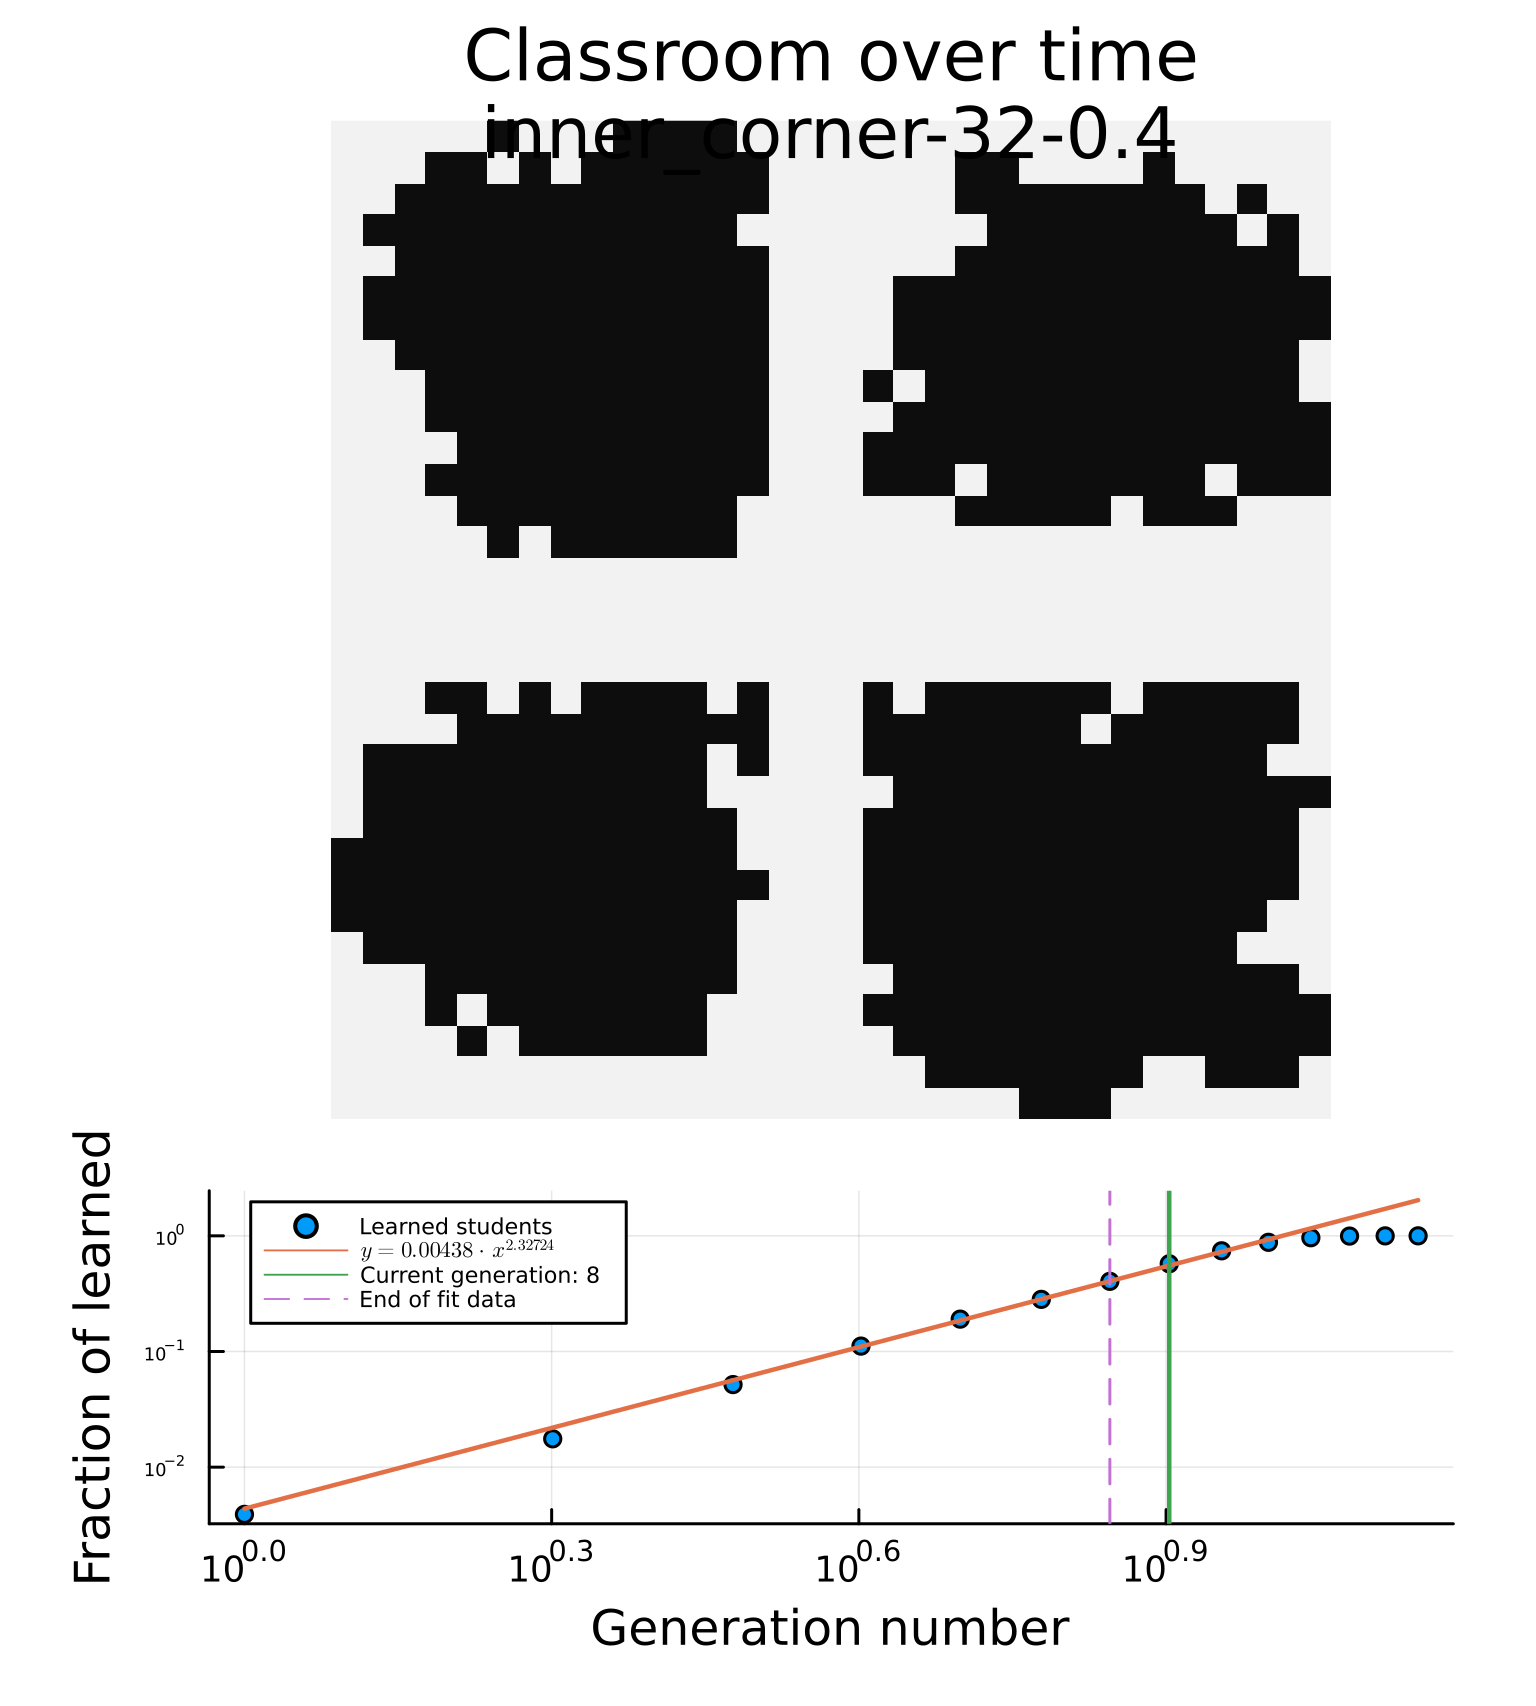 Classroom over time
inner_corner-32-0.4
Fraction of learned
10⁰
10⁻¹
10⁻²
Learned students
y = 0.00438 · x^2.32724
Current generation: 8
End of fit data
10^0.0 10^0.3 10^0.6 10^0.9
Generation number